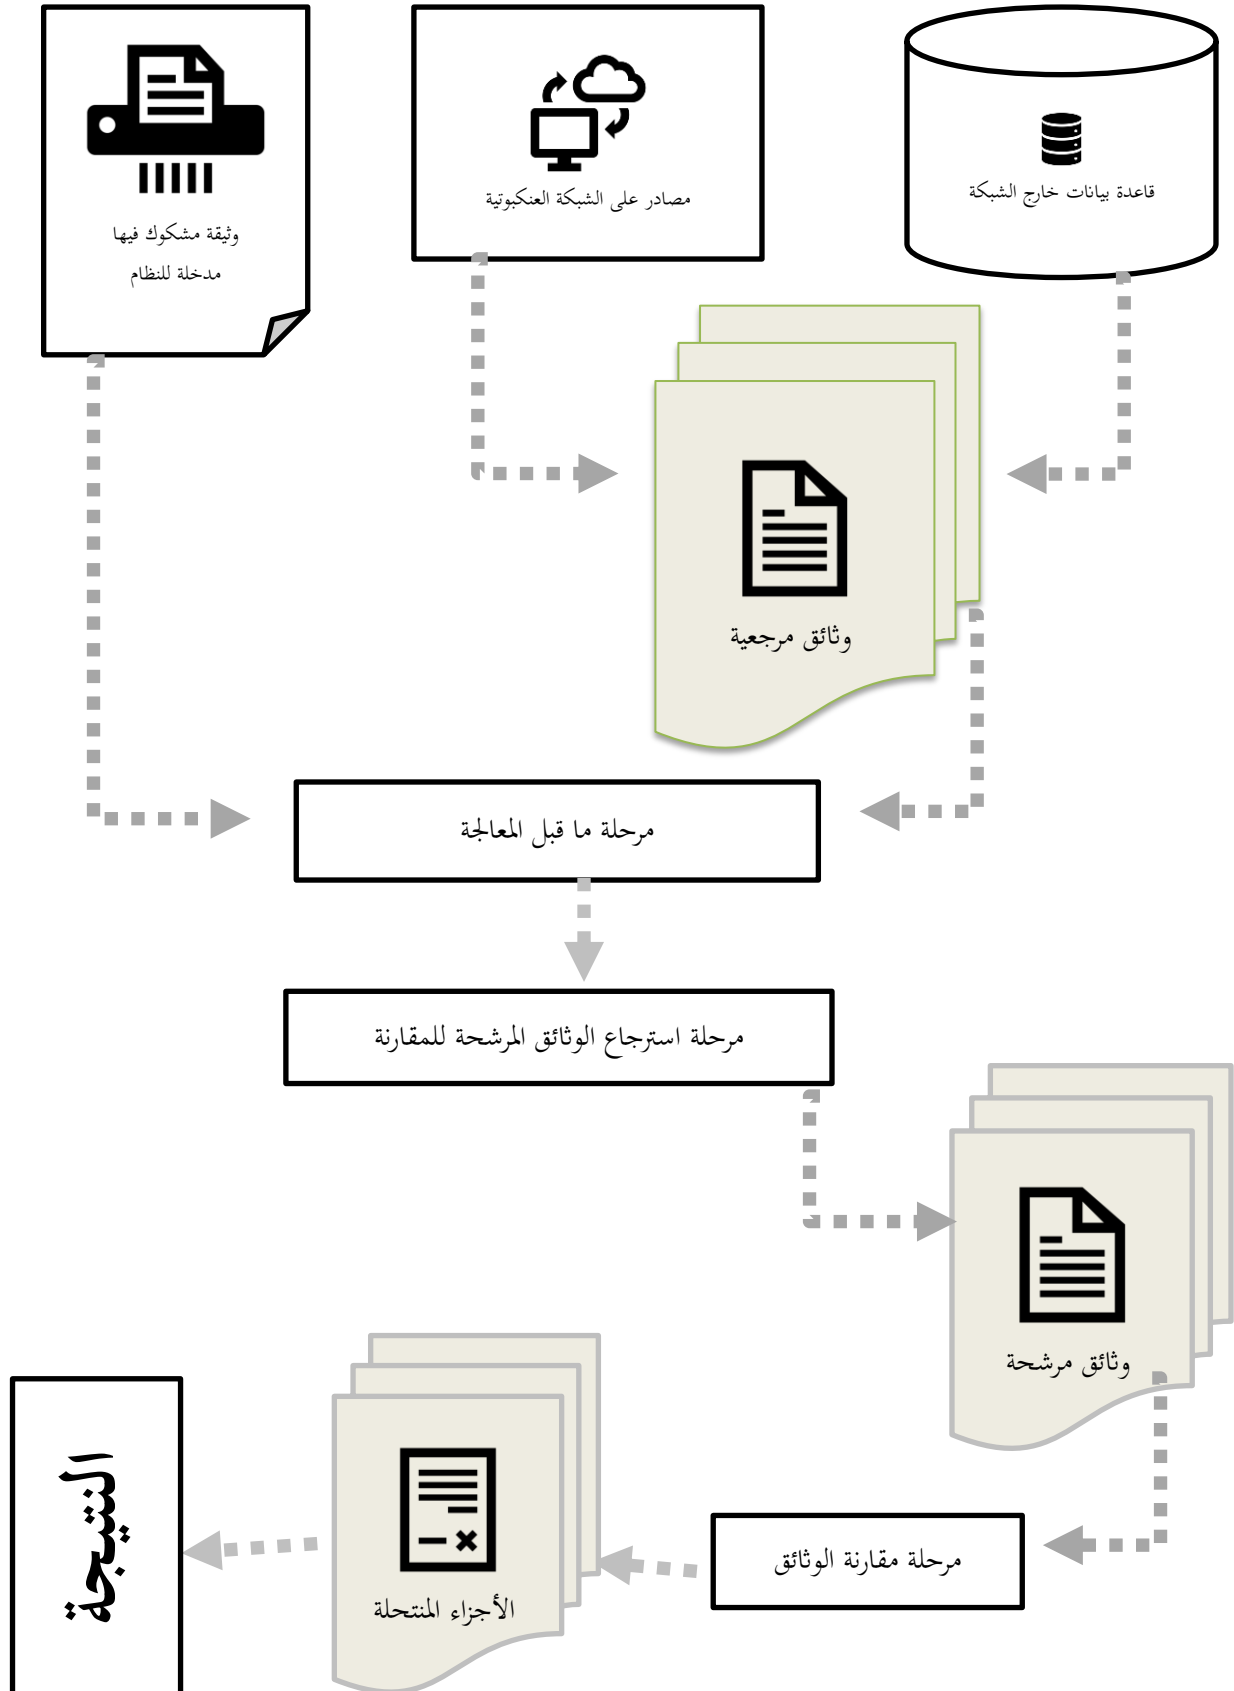 قاعدة بيانات خارج الشبكة
مصادر على الشبكة العنكبوتية
وثيقة مشكوك فيها
مدخلة للنظام
وثائق مرجعية
مرحلة ما قبل المعالجة
مرحلة استرجاع الوثائق المرشحة للمقارنة
وثائق مرشحة
مرحلة مقارنة الوثائق
الأجزاء المنتحلة
النتيجة